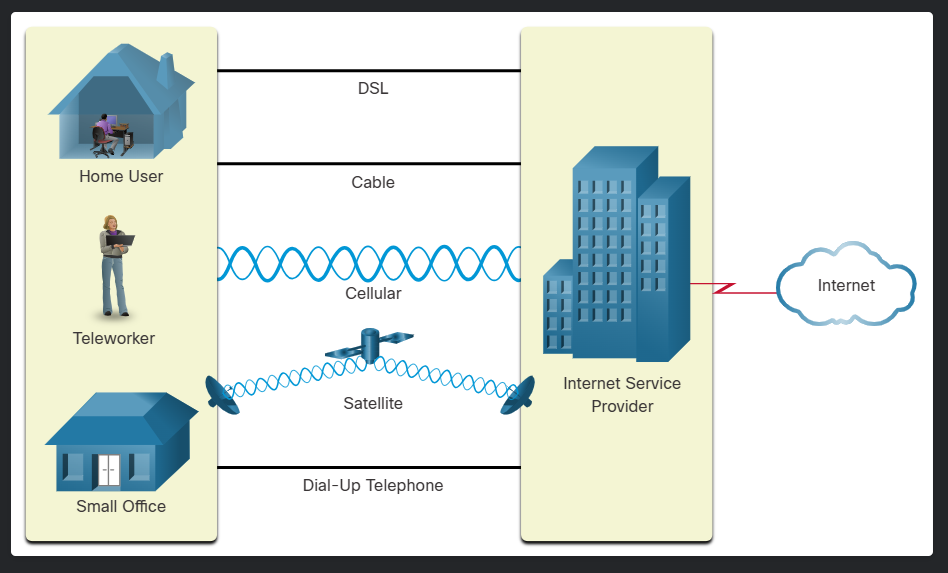 Home User
Teleworker
Small Office
DSL
Cable
Cellular
Satellite
Dial-Up Telephone
Internet Service
Provider
Internet